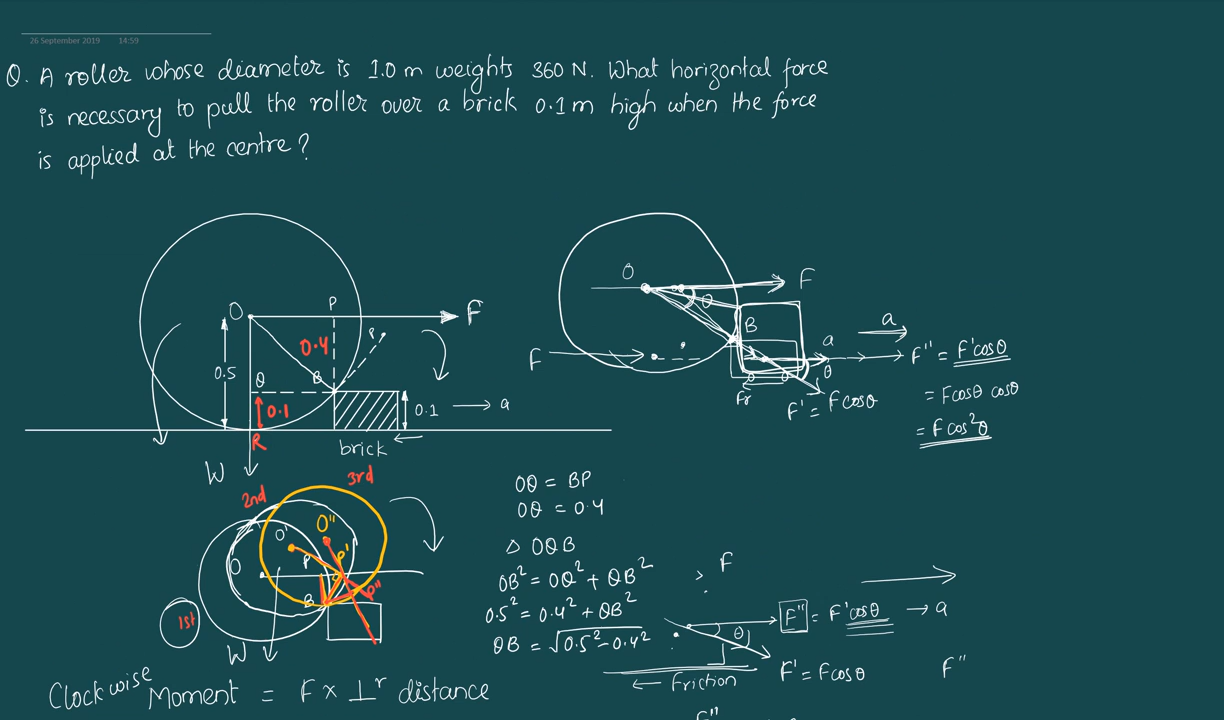 26 September 2019 14:59
Q. A roller whose diameter is 1.0 m weights 360 N. What horizontal force
is necessary to pull the roller over a brick 0.1 m high when the force
is applied at the centre?
O P F
0.4
0.5 Q B
0.1 0.1 a
R
brick
W
O F
θ
B
a a
F F'' = F'cosθ
θ
Fr F' = Fcosθ = Fcosθ cosθ
= Fcos²θ
2nd 3rd
O' O''
O P P' P''
B
1st
W
OQ = BP
OQ = 0.4
△ OQB
OB² = OQ² + QB²
0.5² = 0.4² + QB²
QB = √0.5² - 0.4²
F
F'' = F'cosθ → a
θ
Friction F' = Fcosθ F''
Clockwise Moment = F × ⊥r distance
F''